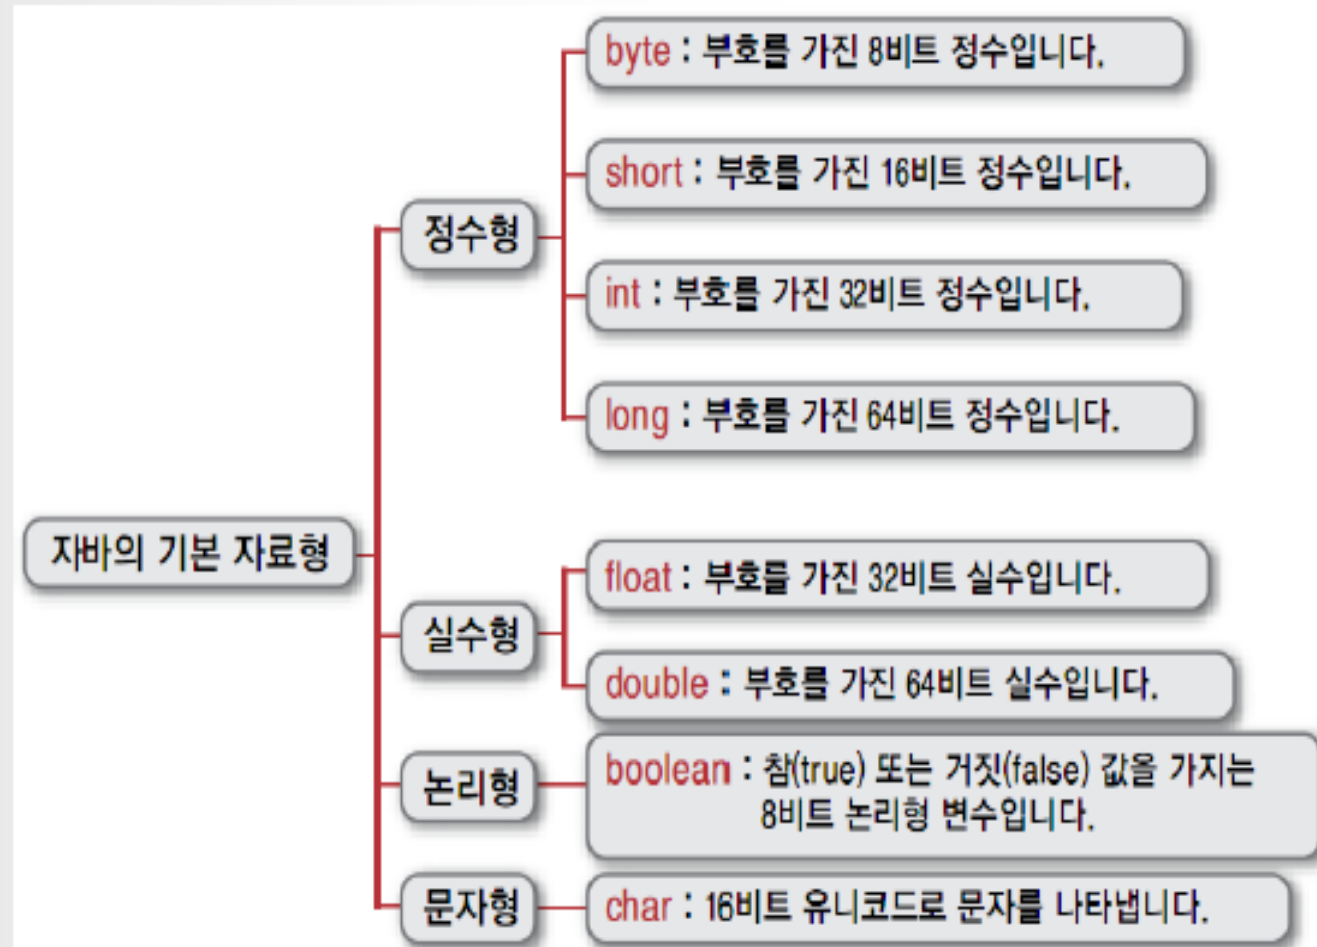 자바의 기본 자료형
정수형
byte : 부호를 가진 8비트 정수입니다.
short : 부호를 가진 16비트 정수입니다.
int : 부호를 가진 32비트 정수입니다.
long : 부호를 가진 64비트 정수입니다.
실수형
float : 부호를 가진 32비트 실수입니다.
double : 부호를 가진 64비트 실수입니다.
논리형
boolean : 참(true) 또는 거짓(false) 값을 가지는
8비트 논리형 변수입니다.
문자형
char : 16비트 유니코드로 문자를 나타냅니다.